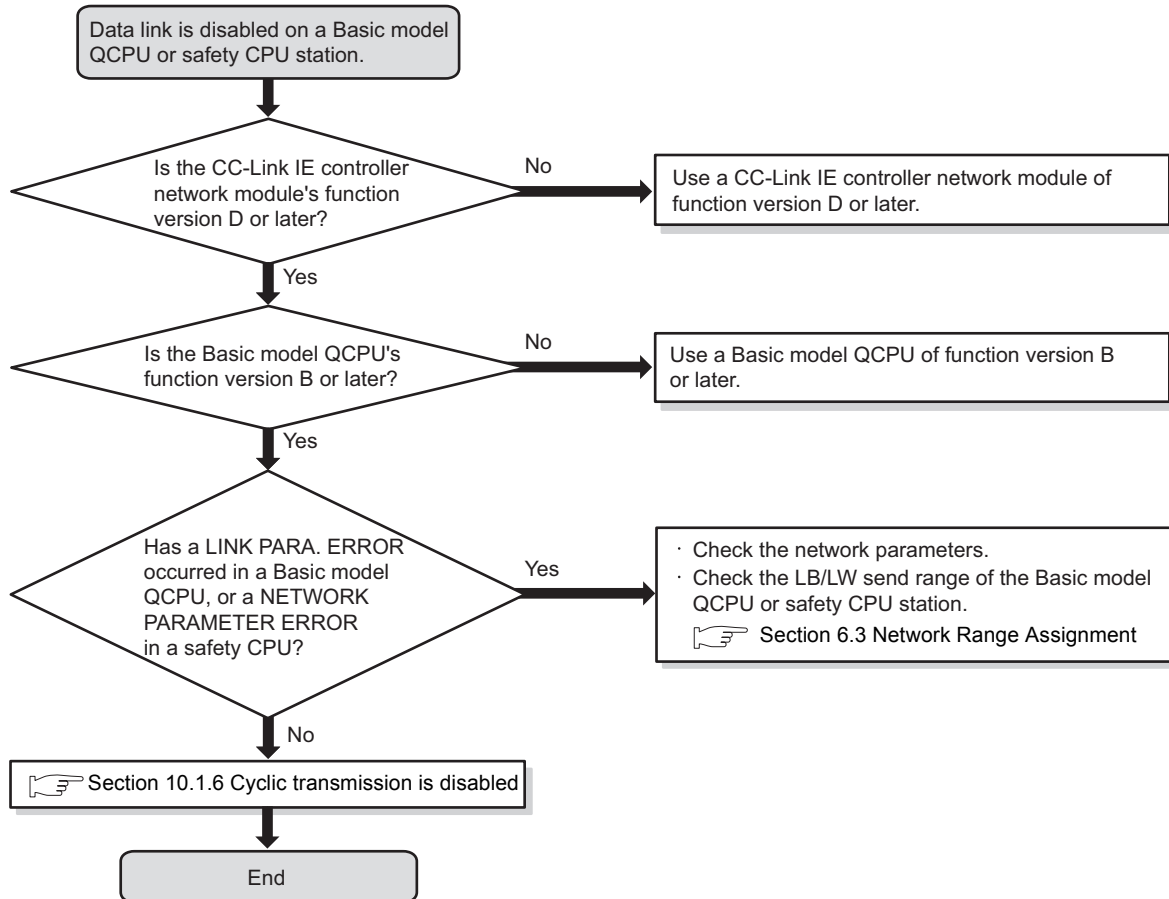 Data link is disabled on a Basic model
QCPU or safety CPU station.
Is the CC-Link IE controller
network module's function
version D or later?
No
Use a CC-Link IE controller network module of
function version D or later.
Yes
Is the Basic model QCPU's
function version B or later?
No
Use a Basic model QCPU of function version B
or later.
Yes
Has a LINK PARA. ERROR
occurred in a Basic model
QCPU, or a NETWORK
PARAMETER ERROR
in a safety CPU?
Yes
· Check the network parameters.
· Check the LB/LW send range of the Basic model
QCPU or safety CPU station.
Section 6.3 Network Range Assignment
No
Section 10.1.6 Cyclic transmission is disabled
End